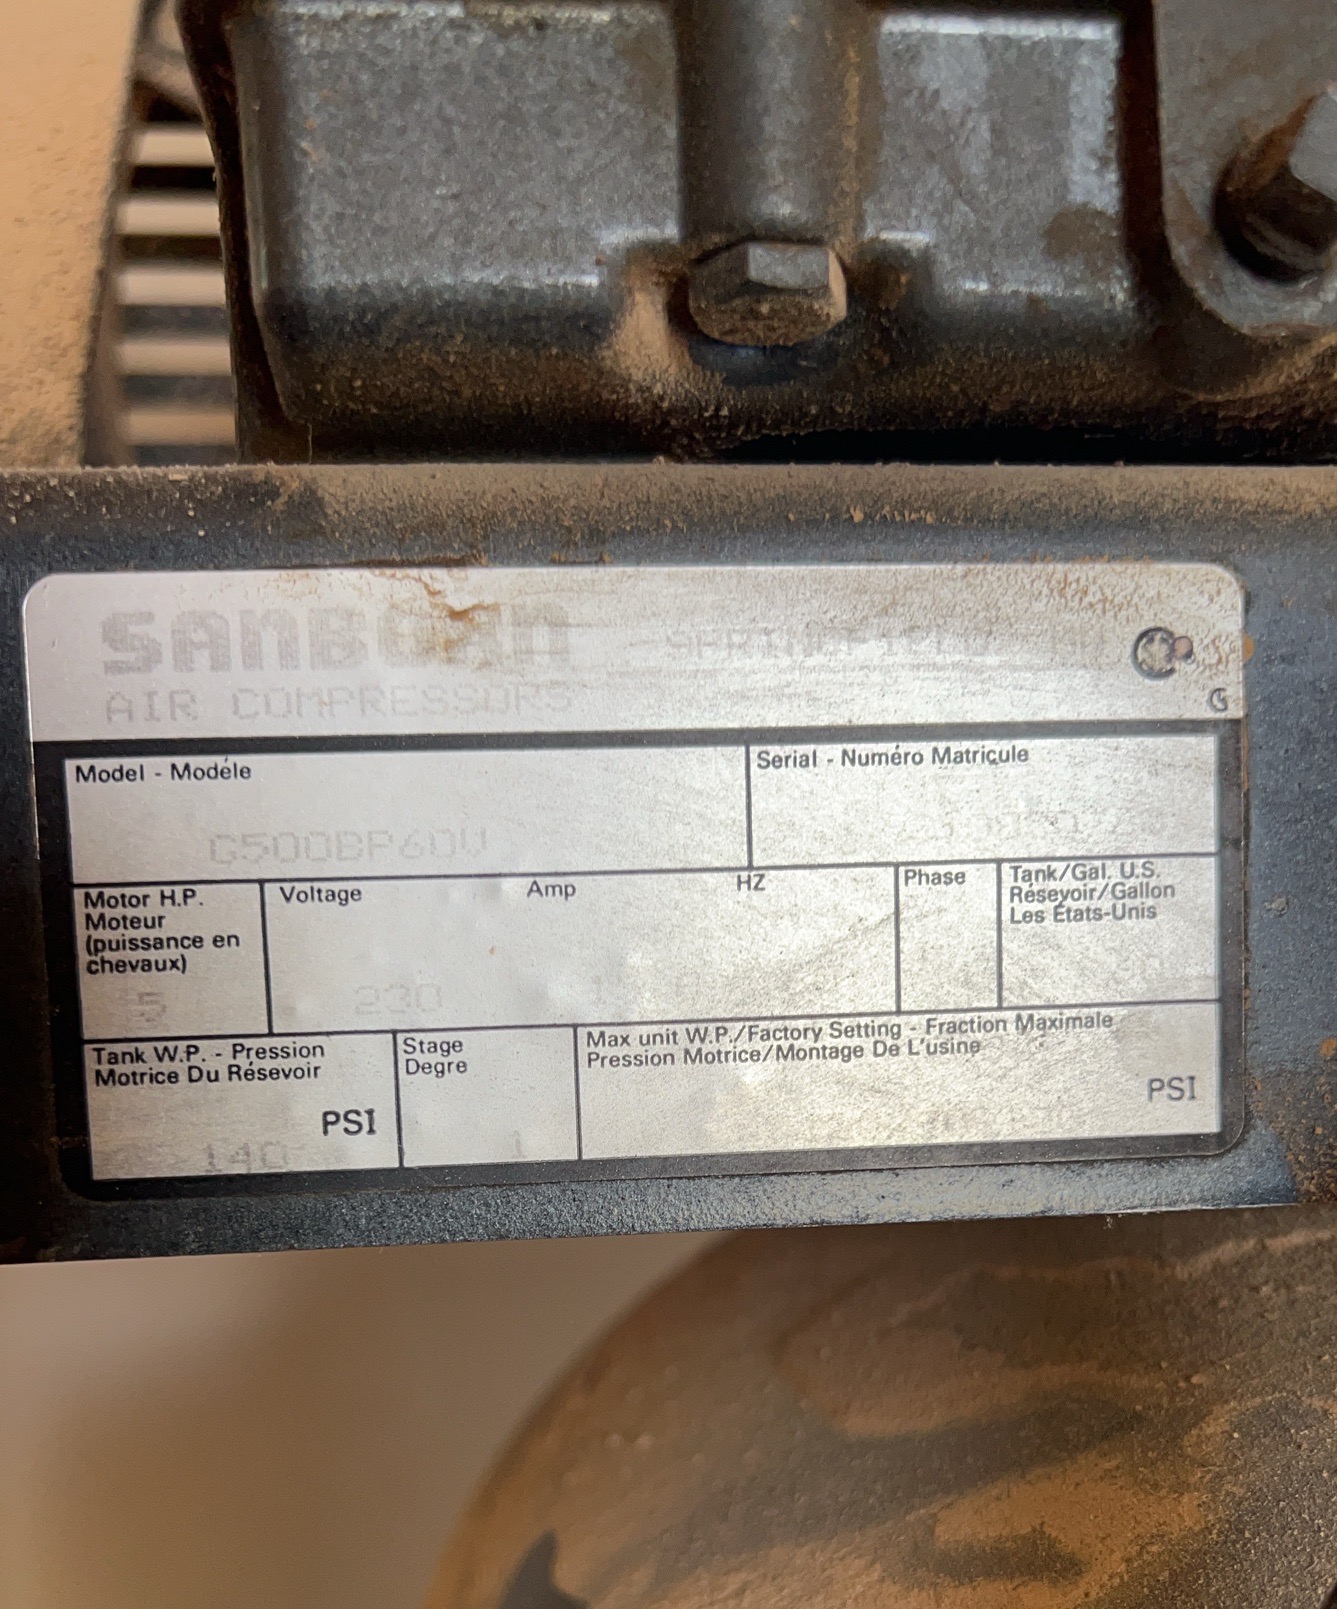 SANBORN SPRINGFIELD
AIR COMPRESSORS
G
Model - Modéle Serial - Numéro Matricule
G500BP60V
Motor H.P. Voltage Amp HZ Phase Tank/Gal. U.S.
Moteur Résevoir/Gallon
(puissance en Les États-Unis
chevaux)
5 230
Tank W.P. - Pression Stage Max unit W.P./Factory Setting - Fraction Maximale
Motrice Du Résevoir Degre Pression Motrice/Montage De L'usine
PSI PSI
140 1